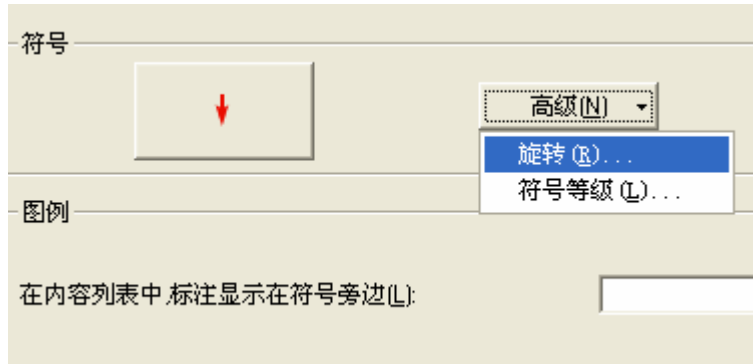 符号
高级(N)
旋转(R)...
符号等级(L)...
图例
在内容列表中,标注显示在符号旁边(L):